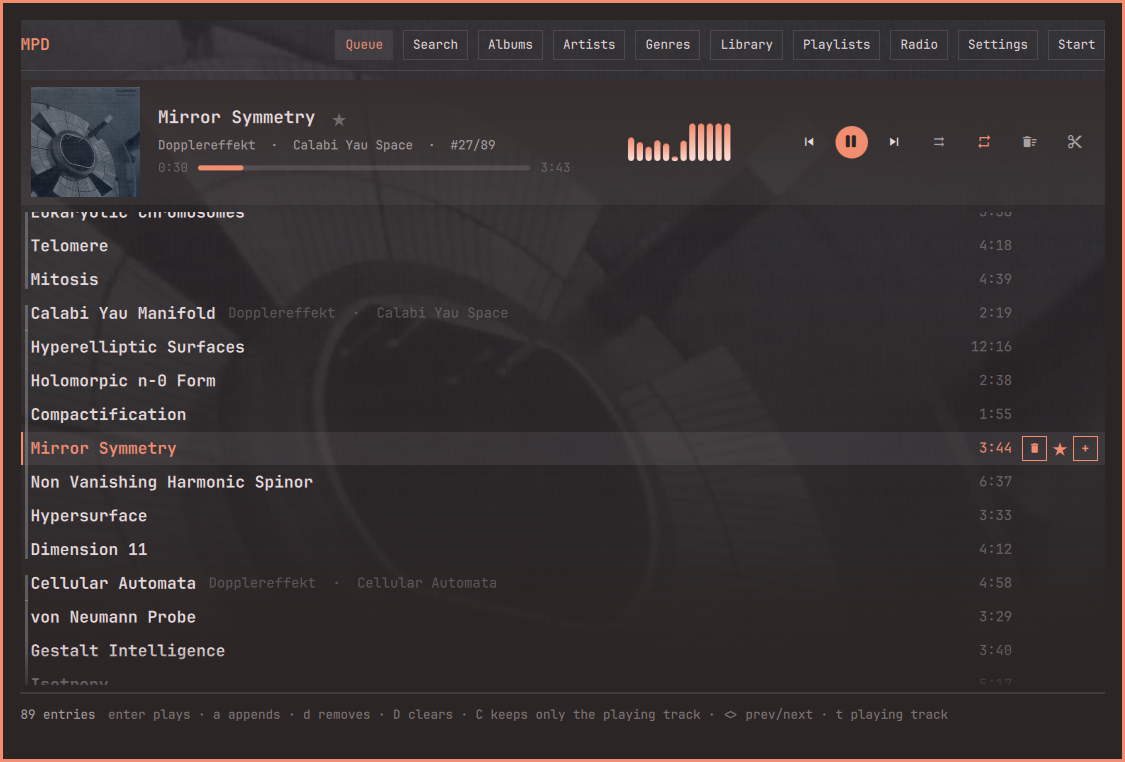 MPD Queue Search Albums Artists Genres Library Playlists Radio Settings Start
Mirror Symmetry ★
Dopplereffekt · Calabi Yau Space · #27/89
0:30 3:43
Eukaryotic Chromosomes
Telomere 4:18
Mitosis 4:39
Calabi Yau Manifold Dopplereffekt · Calabi Yau Space 2:19
Hyperelliptic Surfaces 12:16
Holomorpic n-0 Form 2:38
Compactification 1:55
Mirror Symmetry 3:44 ★ +
Non Vanishing Harmonic Spinor 6:37
Hypersurface 3:33
Dimension 11 4:12
Cellular Automata Dopplereffekt · Cellular Automata 4:58
von Neumann Probe 3:29
Gestalt Intelligence 3:40
Isotropy 5:17
89 entries enter plays · a appends · d removes · D clears · C keeps only the playing track · <> prev/next · t playing track